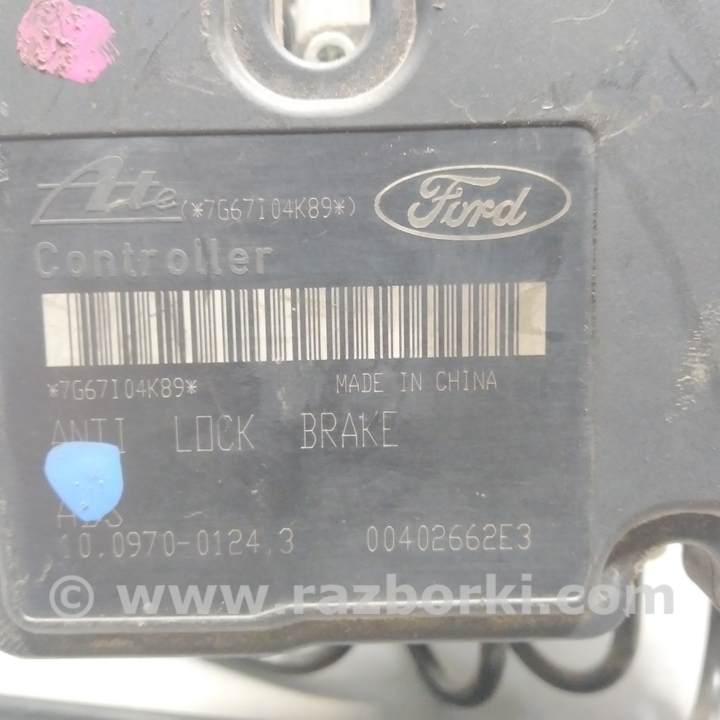 Ate (*7G67I04K89*) Ford
Controller
*7G67I04K89* MADE IN CHINA
ANTI LOCK BRAKE
ABS
10.0970-0124.3 00402662E3
© www.razborki.com